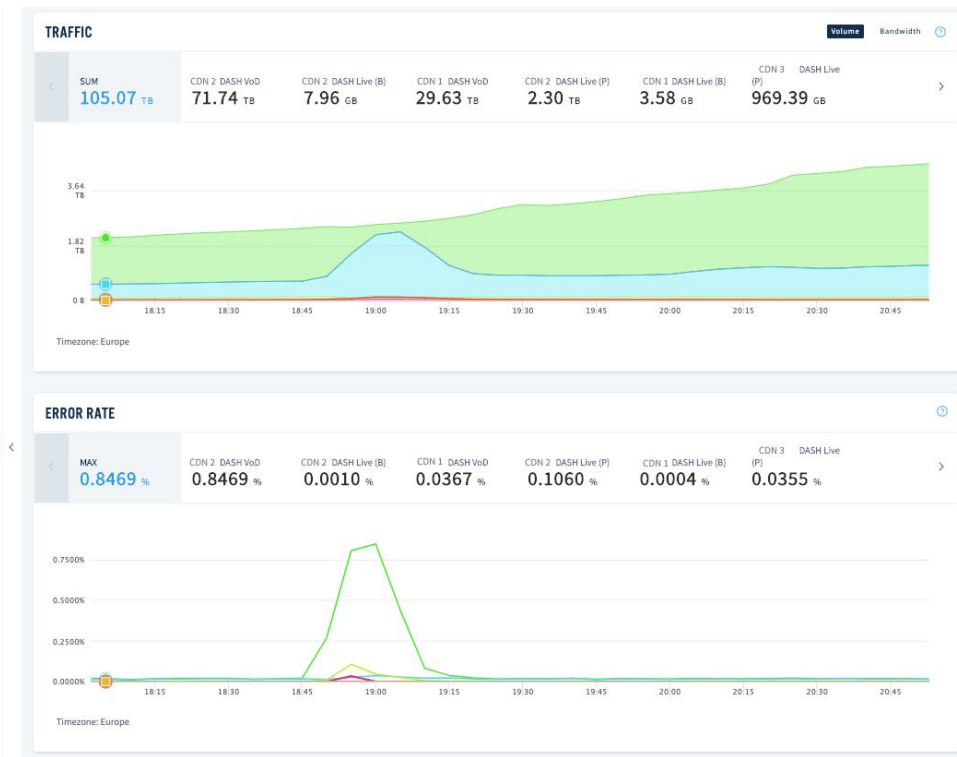 TRAFFIC
Volume Bandwidth ?
SUM CDN 2 DASH VoD CDN 2 DASH Live (B) CDN 1 DASH VoD CDN 2 DASH Live (P) CDN 1 DASH Live (B) CDN 3 DASH Live (P)
105.07 TB 71.74 TB 7.96 GB 29.63 TB 2.30 TB 3.58 GB 969.39 GB
3.64 TB
1.82 TB
0 B
18:15 18:30 18:45 19:00 19:15 19:30 19:45 20:00 20:15 20:30 20:45
Timezone: Europe
ERROR RATE
?
MAX CDN 2 DASH VoD CDN 2 DASH Live (B) CDN 1 DASH VoD CDN 2 DASH Live (P) CDN 1 DASH Live (B) CDN 3 DASH Live (P)
0.8469 % 0.8469 % 0.0010 % 0.0367 % 0.1060 % 0.0004 % 0.0355 %
0.7500%
0.5000%
0.2500%
0.0000%
18:15 18:30 18:45 19:00 19:15 19:30 19:45 20:00 20:15 20:30 20:45
Timezone: Europe